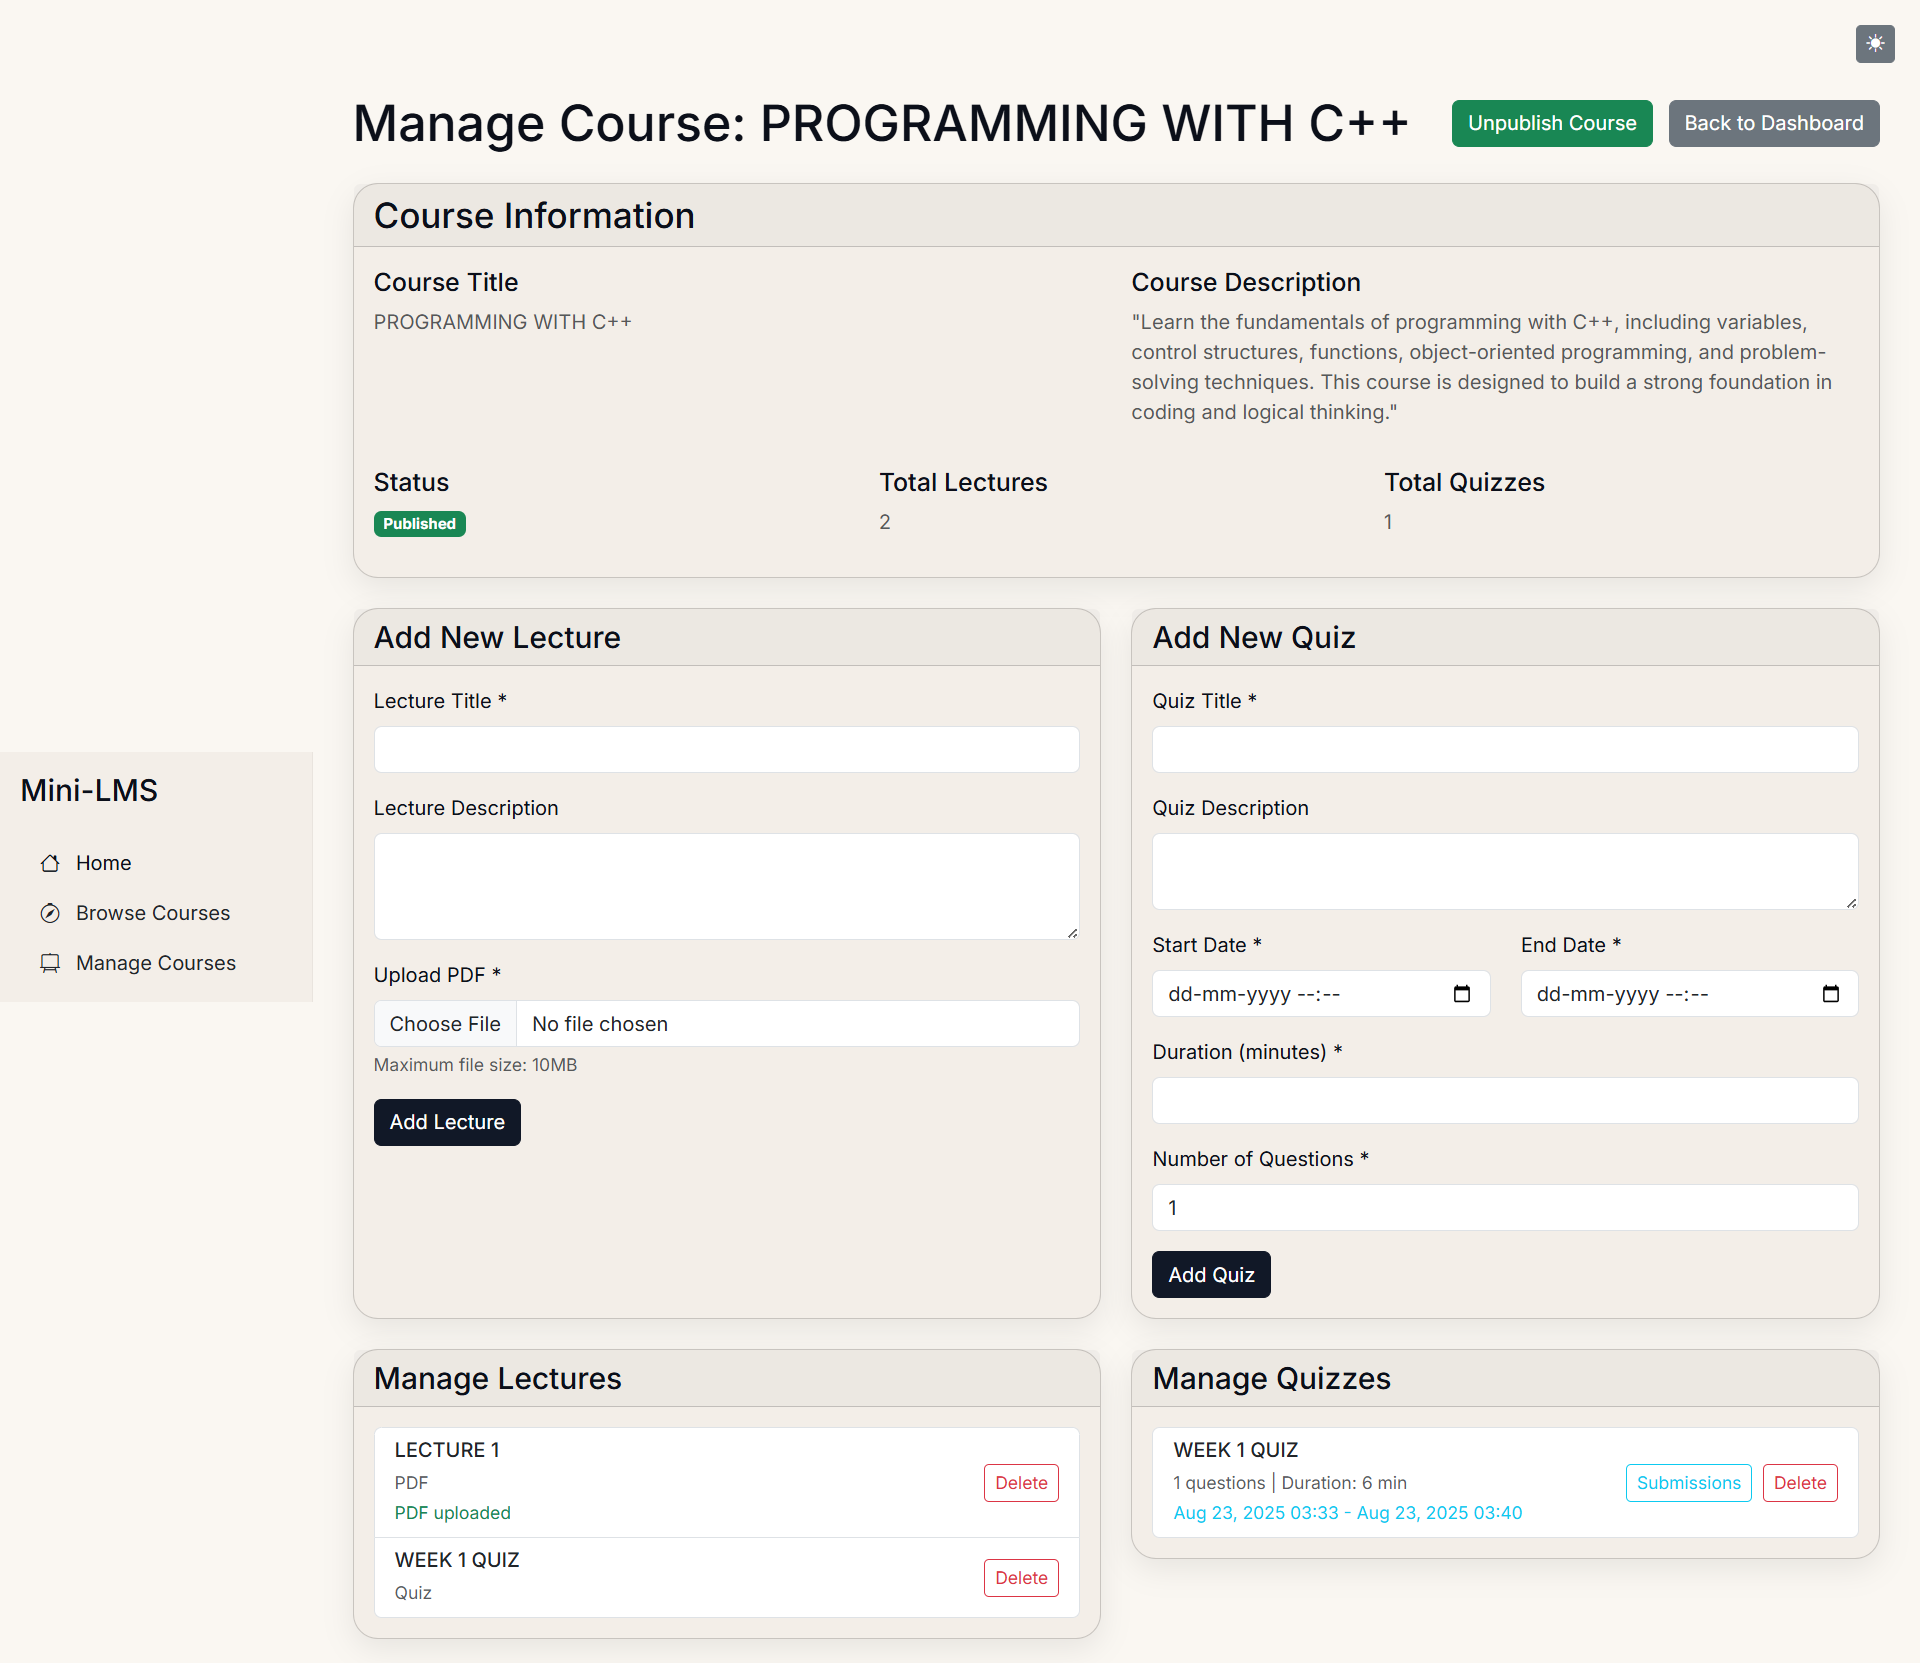 Manage Course: PROGRAMMING WITH C++
Unpublish Course
Back to Dashboard
Course Information
Course Title
PROGRAMMING WITH C++
Course Description
"Learn the fundamentals of programming with C++, including variables,
control structures, functions, object-oriented programming, and problem-
solving techniques. This course is designed to build a strong foundation in
coding and logical thinking."
Status
Published
Total Lectures
2
Total Quizzes
1
Mini-LMS
Home
Browse Courses
Manage Courses
Add New Lecture
Lecture Title *
Lecture Description
Upload PDF *
Choose File No file chosen
Maximum file size: 10MB
Add Lecture
Add New Quiz
Quiz Title *
Quiz Description
Start Date *
dd-mm-yyyy --:--
End Date *
dd-mm-yyyy --:--
Duration (minutes) *
Number of Questions *
1
Add Quiz
Manage Lectures
LECTURE 1
PDF
PDF uploaded
Delete
WEEK 1 QUIZ
Quiz
Delete
Manage Quizzes
WEEK 1 QUIZ
1 questions | Duration: 6 min
Aug 23, 2025 03:33 - Aug 23, 2025 03:40
Submissions
Delete